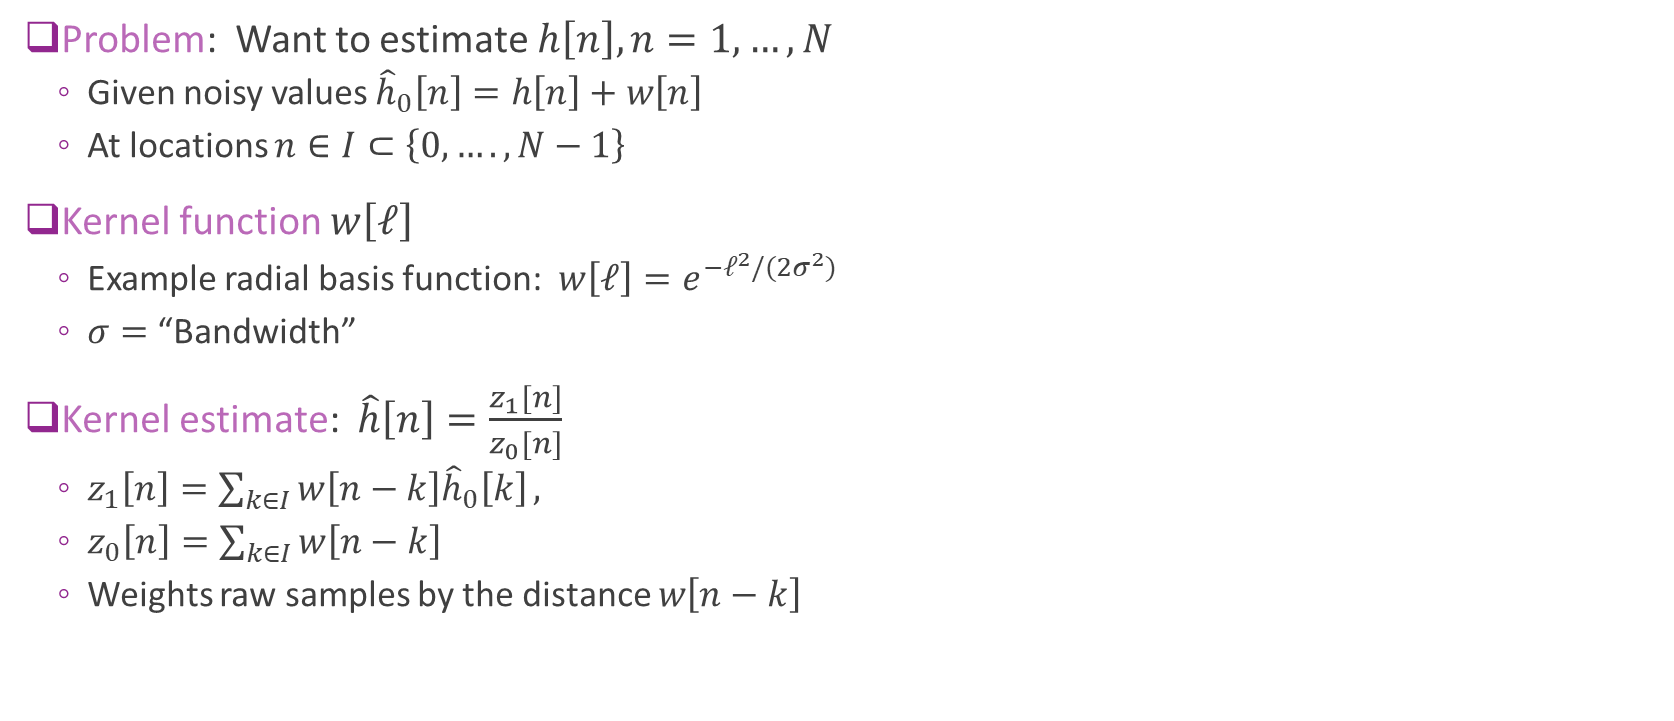 ❑Problem: Want to estimate ℎ[𝑛], 𝑛 = 1, … , 𝑁
◦ Given noisy values ĥ₀[𝑛] = ℎ[𝑛] + 𝑤[𝑛]
◦ At locations 𝑛 ∈ 𝐼 ⊂ {0, … . , 𝑁 − 1}
❑Kernel function 𝑤[ℓ]
◦ Example radial basis function: 𝑤[ℓ] = 𝑒^{−ℓ²/(2𝜎²)}
◦ 𝜎 = “Bandwidth”
❑Kernel estimate: ĥ[𝑛] = 𝑧₁[𝑛]/𝑧₀[𝑛]
◦ 𝑧₁[𝑛] = ∑_{𝑘∈𝐼} 𝑤[𝑛 − 𝑘]ĥ₀[𝑘],
◦ 𝑧₀[𝑛] = ∑_{𝑘∈𝐼} 𝑤[𝑛 − 𝑘]
◦ Weights raw samples by the distance 𝑤[𝑛 − 𝑘]